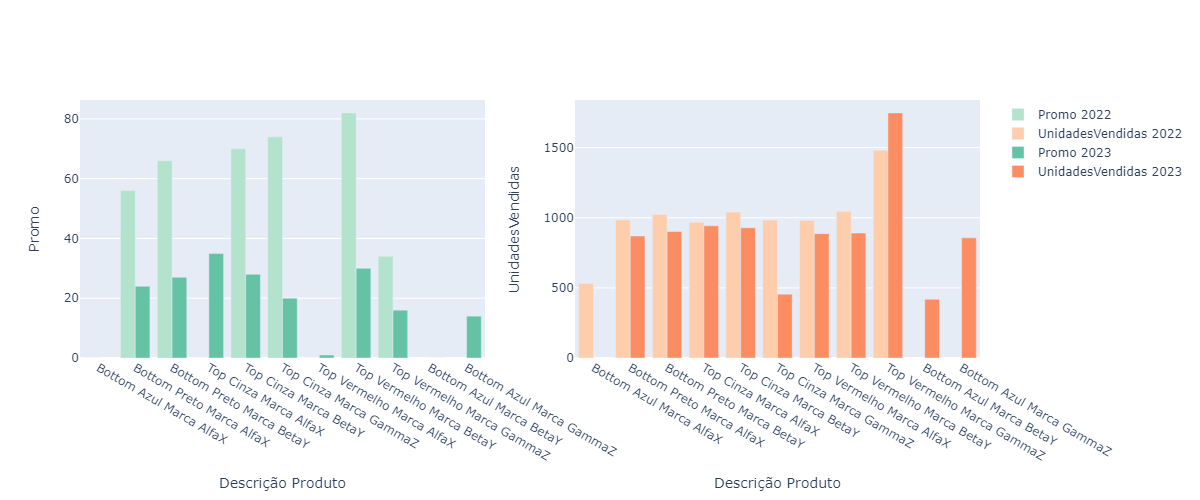 80
60
40
20
0
Promo
Bottom Azul Marca AlfaX
Bottom Preto Marca AlfaX
Bottom Preto Marca BetaY
Top Cinza Marca AlfaX
Top Cinza Marca BetaY
Top Cinza Marca GammaZ
Top Vermelho Marca AlfaX
Top Vermelho Marca BetaY
Top Vermelho Marca GammaZ
Bottom Azul Marca BetaY
Bottom Azul Marca GammaZ
Descrição Produto
1500
1000
500
0
UnidadesVendidas
Bottom Azul Marca AlfaX
Bottom Preto Marca AlfaX
Bottom Preto Marca BetaY
Top Cinza Marca AlfaX
Top Cinza Marca BetaY
Top Cinza Marca GammaZ
Top Vermelho Marca AlfaX
Top Vermelho Marca BetaY
Top Vermelho Marca GammaZ
Bottom Azul Marca BetaY
Bottom Azul Marca GammaZ
Descrição Produto
Promo 2022
UnidadesVendidas 2022
Promo 2023
UnidadesVendidas 2023